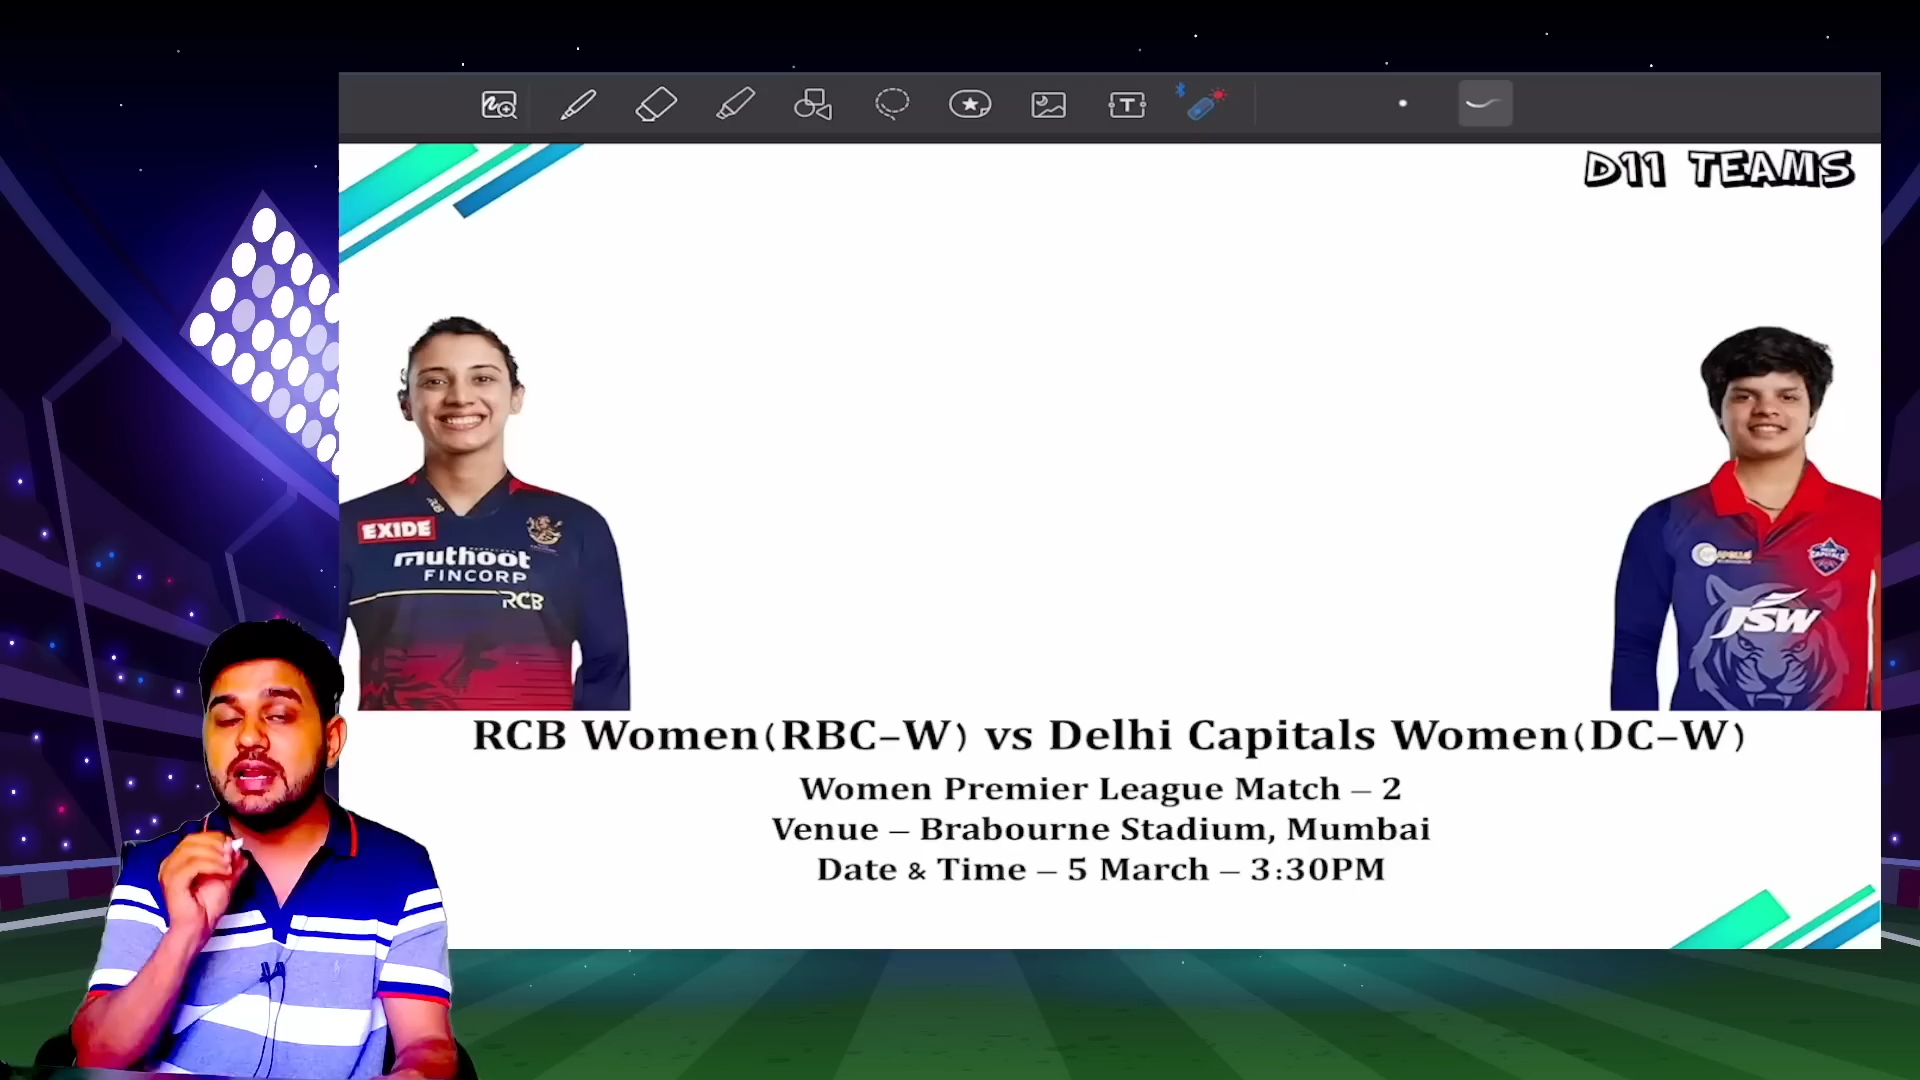 D11 TEAMS
EXIDE
muthoot
FINCORP
RCB
CAPITALS
JSW
RCB Women(RBC-W) vs Delhi Capitals Women(DC-W)
Women Premier League Match – 2
Venue – Brabourne Stadium, Mumbai
Date & Time – 5 March – 3:30PM